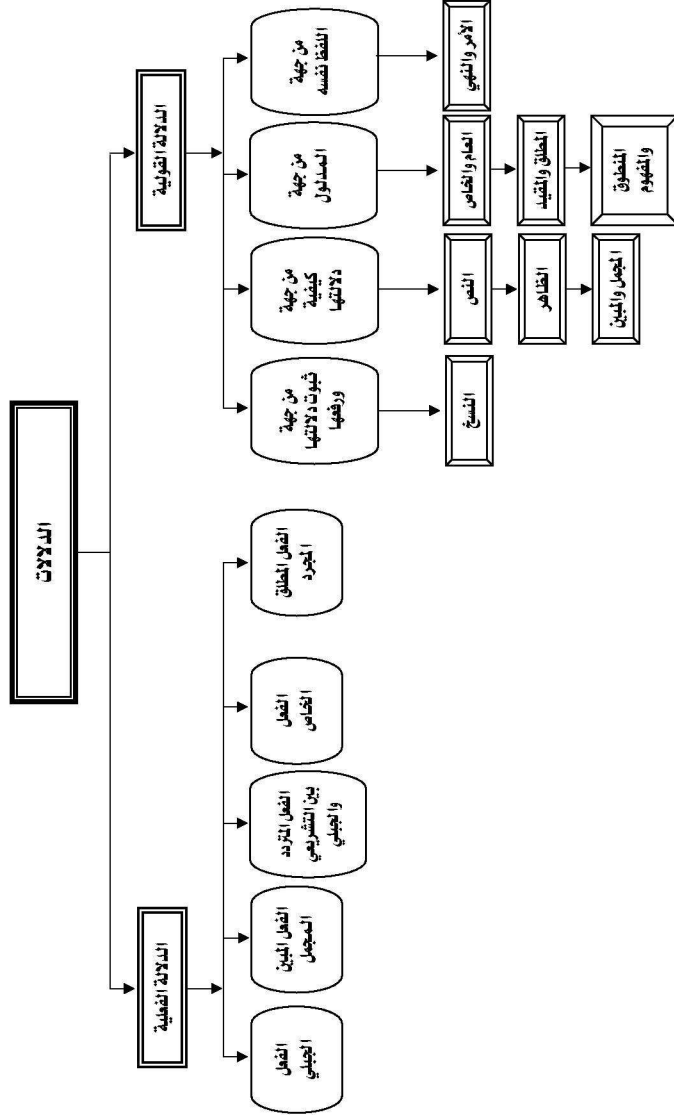 الدلالات
الدلالة القولية
الدلالة الفعلية
من جهة
اللفظ نفسه
من جهة
المدلول
من جهة
كيفية
دلالتها
من جهة
ثبوت دلالتها
ورفعها
الأمر والنهي
العام والخاص
المطلق والمقيد
المنطوق
والمفهوم
النص
الظاهر
المجمل والمبين
النسخ
الفعل المطلق
المجرد
الفعل
الخاص
الفعل المتردد
بين التشريعي
والجبلي
الفعل المبين
المجمل
الفعل
الجبلي